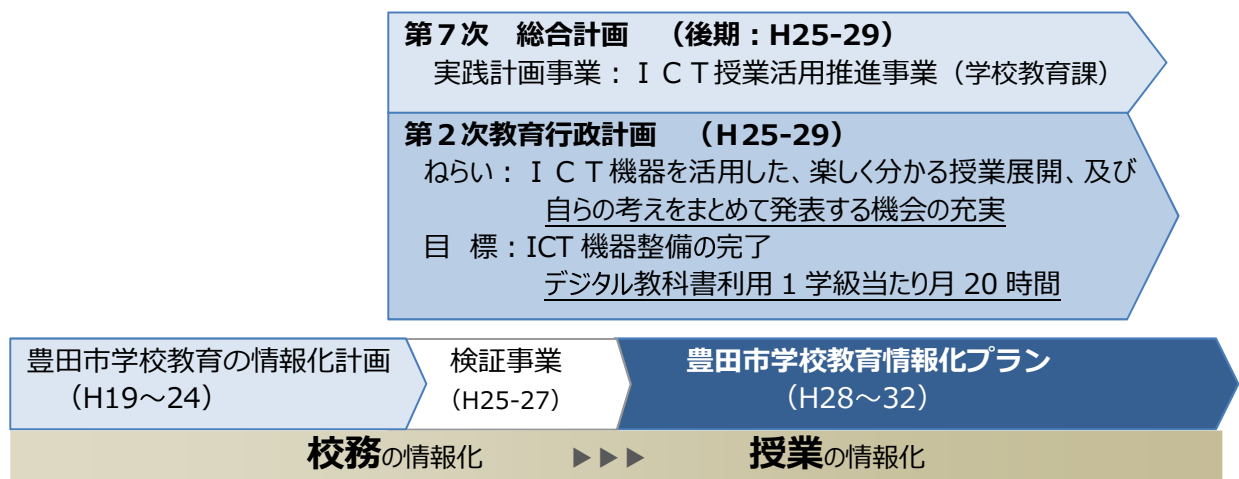 第７次　総合計画　（後期：H25-29）
実践計画事業：ＩＣＴ授業活用推進事業（学校教育課）
第２次教育行政計画　（H25-29）
ねらい：ＩＣＴ機器を活用した、楽しく分かる授業展開、及び
自らの考えをまとめて発表する機会の充実
目　標：ICT 機器整備の完了
デジタル教科書利用 1 学級当たり月 20 時間
豊田市学校教育の情報化計画
（H19～24）
検証事業
（H25-27）
豊田市学校教育情報化プラン
（H28～32）
校務の情報化　▶▶▶　授業の情報化